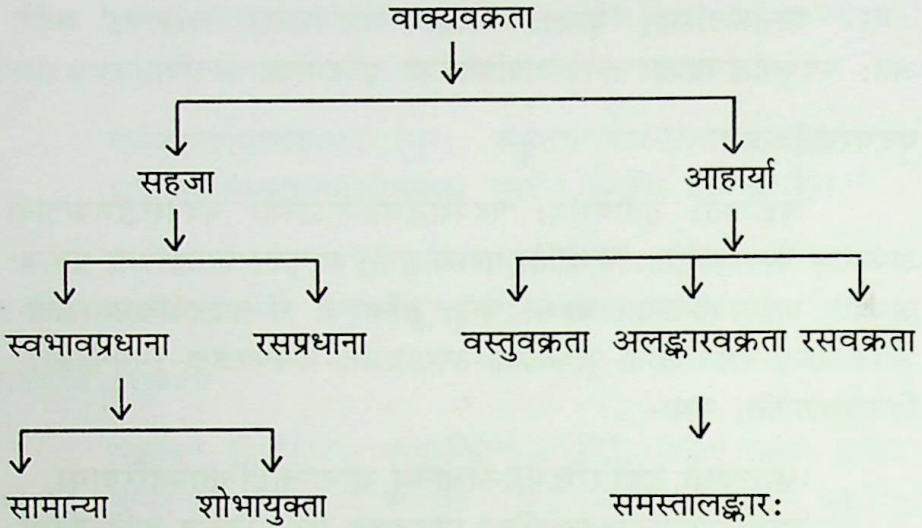 वाक्यवक्रता
सहजा आहार्या
स्वभावप्रधाना रसप्रधाना वस्तुवक्रता अलङ्कारवक्रता रसवक्रता
सामान्या शोभायुक्ता समस्तालङ्कार: